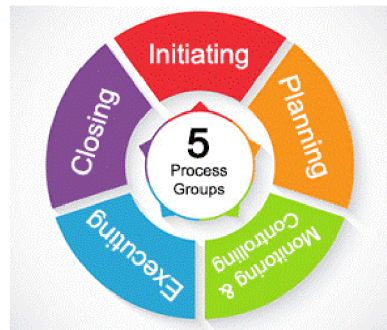 Initiating
Planning
Monitoring &
Controlling
Executing
Closing
5
Process
Groups